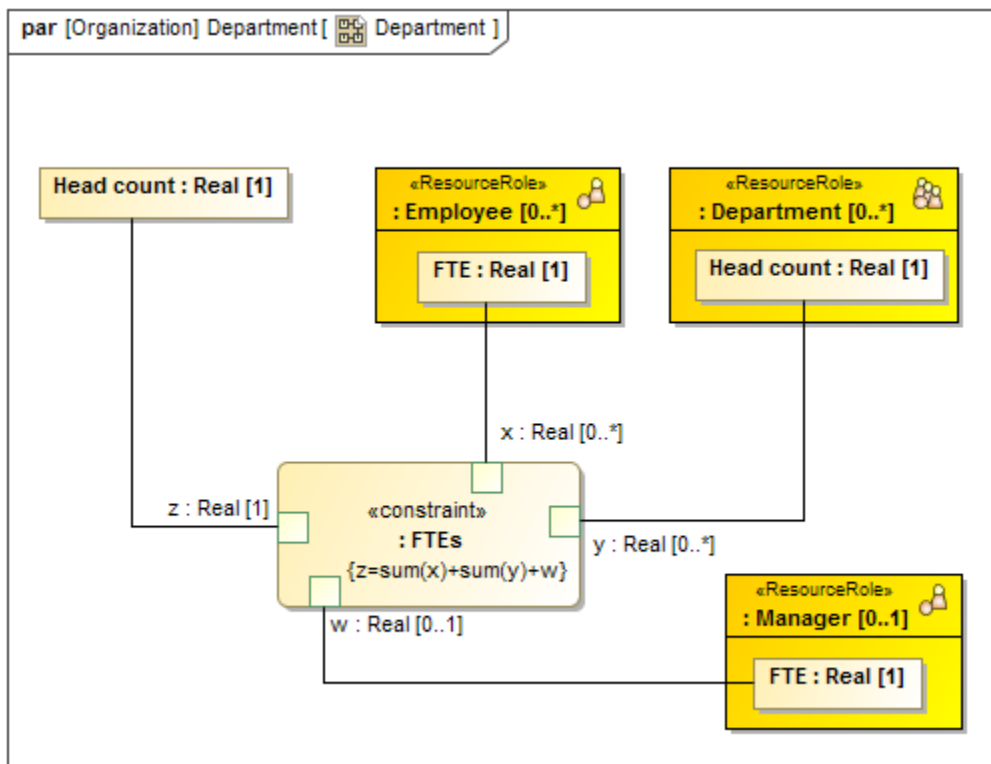 par [Organization] Department [ Department ]
Head count : Real [1]
«ResourceRole»
: Employee [0..*]
FTE : Real [1]
«ResourceRole»
: Department [0..*]
Head count : Real [1]
x : Real [0..*]
z : Real [1]
«constraint»
: FTEs
{z=sum(x)+sum(y)+w}
y : Real [0..*]
w : Real [0..1]
«ResourceRole»
: Manager [0..1]
FTE : Real [1]